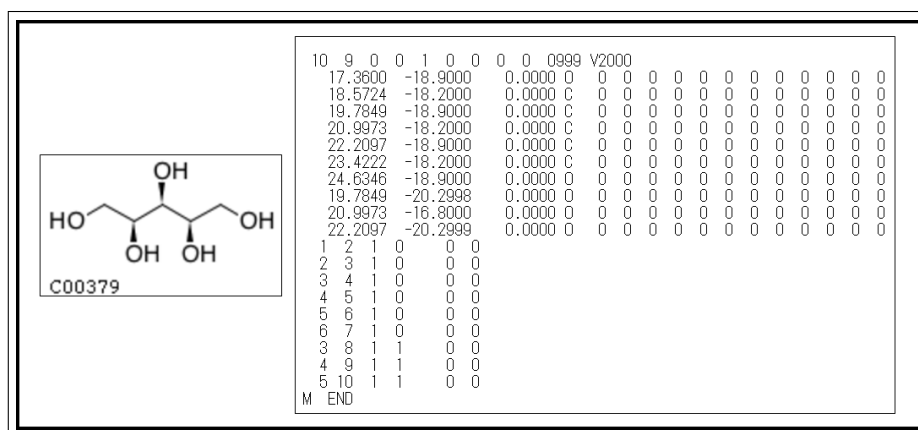 OH
HO
OH
OH OH
C00379
10 9 0 0 1 0 0 0 0 0999 V2000
17.3600 -18.9000 0.0000 O 0 0 0 0 0 0 0 0 0 0 0 0
18.5724 -18.2000 0.0000 C 0 0 0 0 0 0 0 0 0 0 0 0
19.7849 -18.9000 0.0000 C 0 0 0 0 0 0 0 0 0 0 0 0
20.9973 -18.2000 0.0000 C 0 0 0 0 0 0 0 0 0 0 0 0
22.2097 -18.9000 0.0000 C 0 0 0 0 0 0 0 0 0 0 0 0
23.4222 -18.2000 0.0000 C 0 0 0 0 0 0 0 0 0 0 0 0
24.6346 -18.9000 0.0000 O 0 0 0 0 0 0 0 0 0 0 0 0
19.7849 -20.2998 0.0000 O 0 0 0 0 0 0 0 0 0 0 0 0
20.9973 -16.8000 0.0000 O 0 0 0 0 0 0 0 0 0 0 0 0
22.2097 -20.2999 0.0000 O 0 0 0 0 0 0 0 0 0 0 0 0
1 2 1 0 0 0
2 3 1 0 0 0
3 4 1 0 0 0
4 5 1 0 0 0
5 6 1 0 0 0
6 7 1 0 0 0
3 8 1 1 0 0
4 9 1 1 0 0
5 10 1 1 0 0
M END